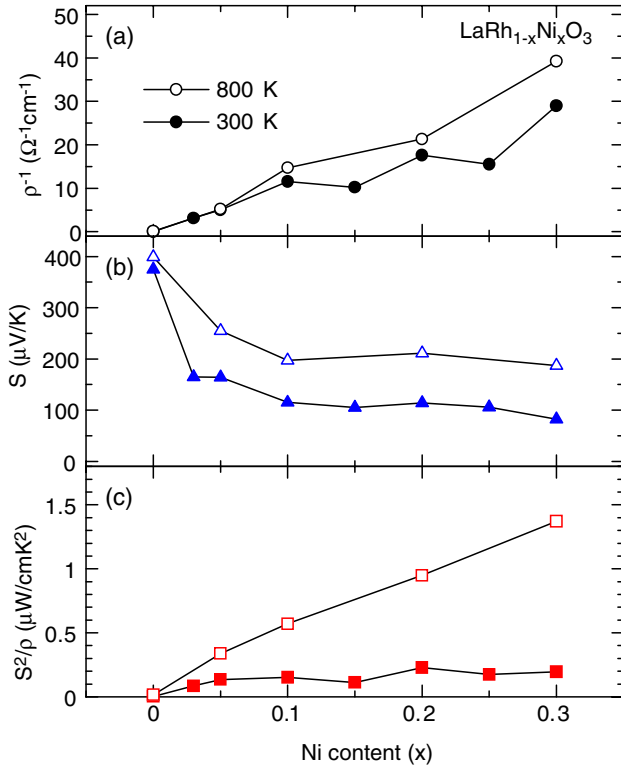 (a)
LaRh1-xNixO3
800 K
300 K
ρ-1 (Ω-1cm-1)
50
40
30
20
10
0
(b)
S (μV/K)
400
300
200
100
0
(c)
S2/ρ (μW/cmK2)
1.5
1
0.5
0
0
0.1
0.2
0.3
Ni content (x)